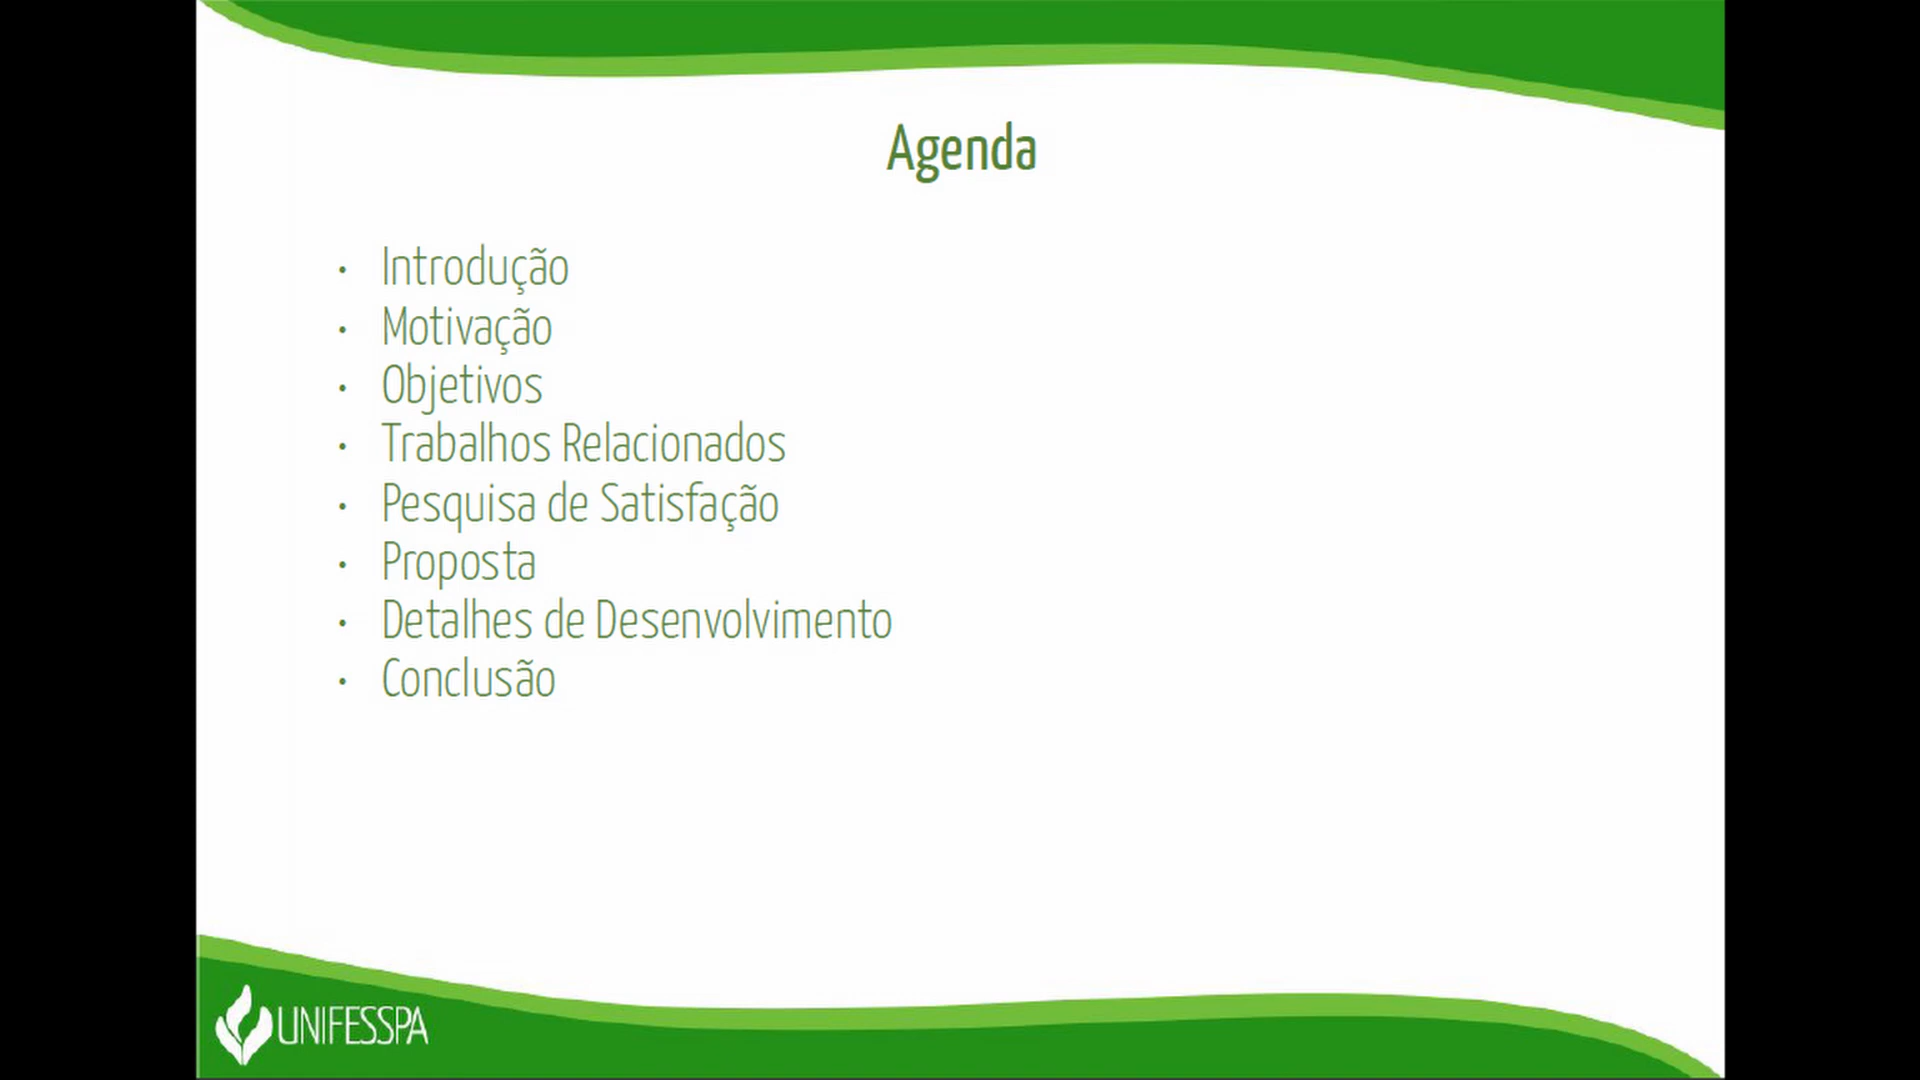 Agenda
• Introdução
• Motivação
• Objetivos
• Trabalhos Relacionados
• Pesquisa de Satisfação
• Proposta
• Detalhes de Desenvolvimento
• Conclusão
UNIFESSPA